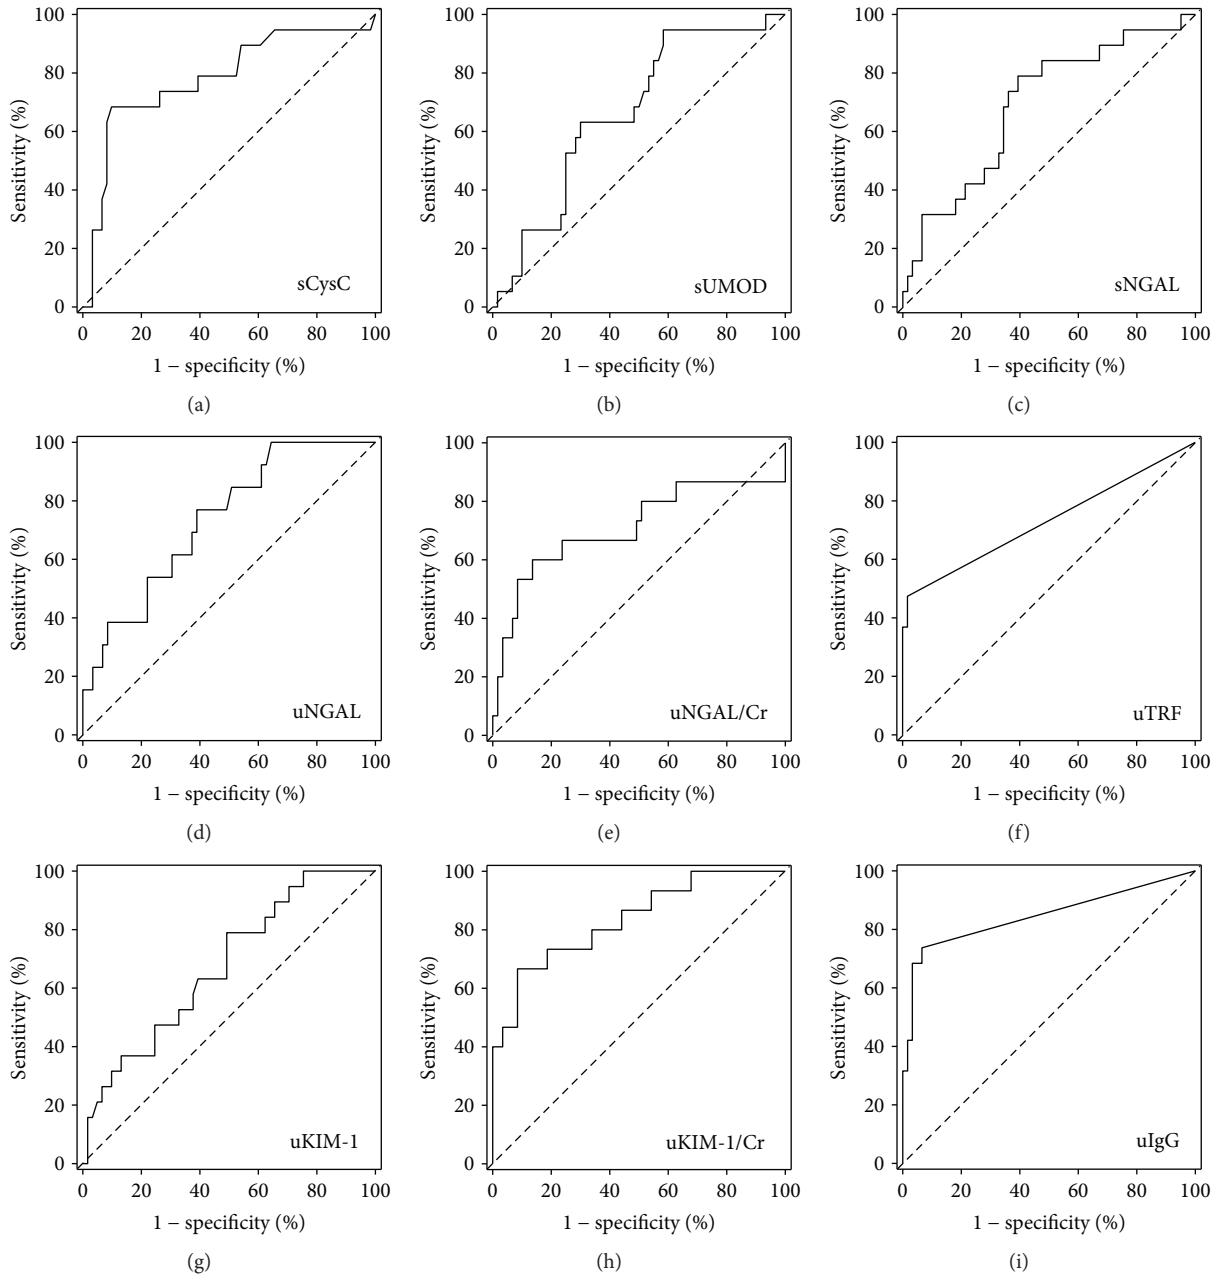 100
80
60
40
20
0
Sensitivity (%)
sCysC
0 20 40 60 80 100
1 − specificity (%)
(a)
100
80
60
40
20
0
Sensitivity (%)
sUMOD
0 20 40 60 80 100
1 − specificity (%)
(b)
100
80
60
40
20
0
Sensitivity (%)
sNGAL
0 20 40 60 80 100
1 − specificity (%)
(c)
100
80
60
40
20
0
Sensitivity (%)
uNGAL
0 20 40 60 80 100
1 − specificity (%)
(d)
100
80
60
40
20
0
Sensitivity (%)
uNGAL/Cr
0 20 40 60 80 100
1 − specificity (%)
(e)
100
80
60
40
20
0
Sensitivity (%)
uTRF
0 20 40 60 80 100
1 − specificity (%)
(f)
100
80
60
40
20
0
Sensitivity (%)
uKIM-1
0 20 40 60 80 100
1 − specificity (%)
(g)
100
80
60
40
20
0
Sensitivity (%)
uKIM-1/Cr
0 20 40 60 80 100
1 − specificity (%)
(h)
100
80
60
40
20
0
Sensitivity (%)
uIgG
0 20 40 60 80 100
1 − specificity (%)
(i)